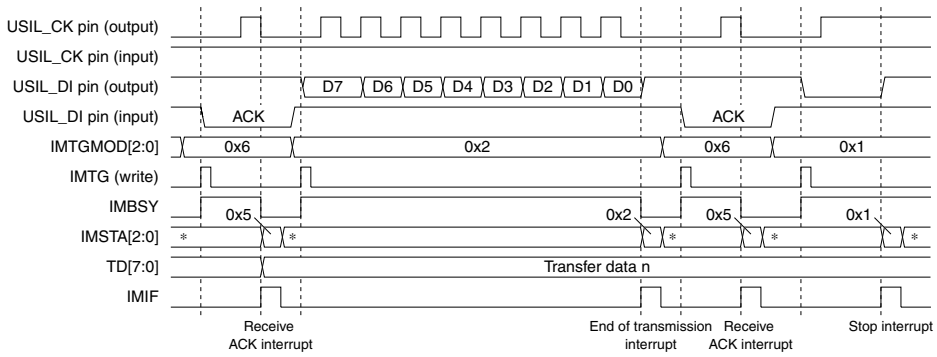 USIL_CK pin (output)
USIL_CK pin (input)
USIL_DI pin (output) D7 D6 D5 D4 D3 D2 D1 D0
USIL_DI pin (input) ACK ACK
IMTGMOD[2:0] 0x6 0x2 0x6 0x1
IMTG (write)
IMBSY
0x5 0x2 0x5 0x1
IMSTA[2:0] * * * * *
TD[7:0] Transfer data n
IMIF
Receive End of transmission Receive Stop interrupt
ACK interrupt interrupt ACK interrupt